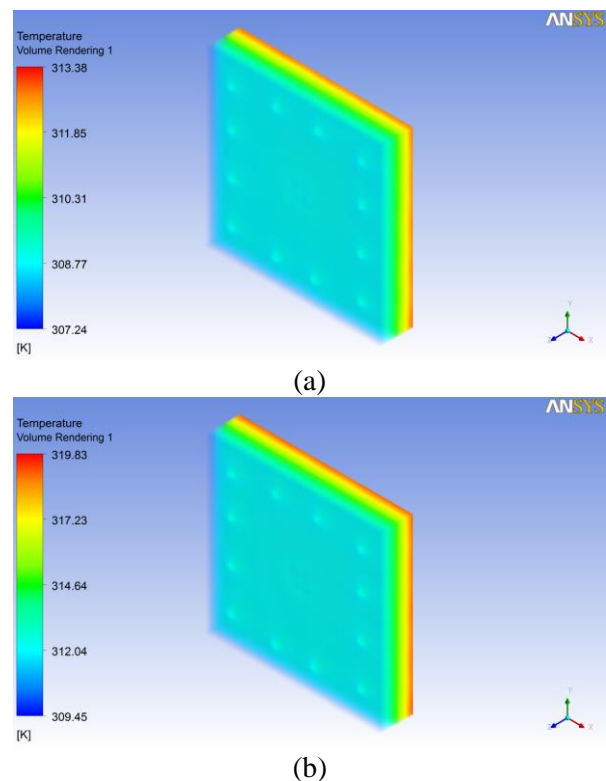 ANSYS
Temperature
Volume Rendering 1
313.38
311.85
310.31
308.77
307.24
[K]
Y
Z
X
(a)
ANSYS
Temperature
Volume Rendering 1
319.83
317.23
314.64
312.04
309.45
[K]
Y
Z
X
(b)